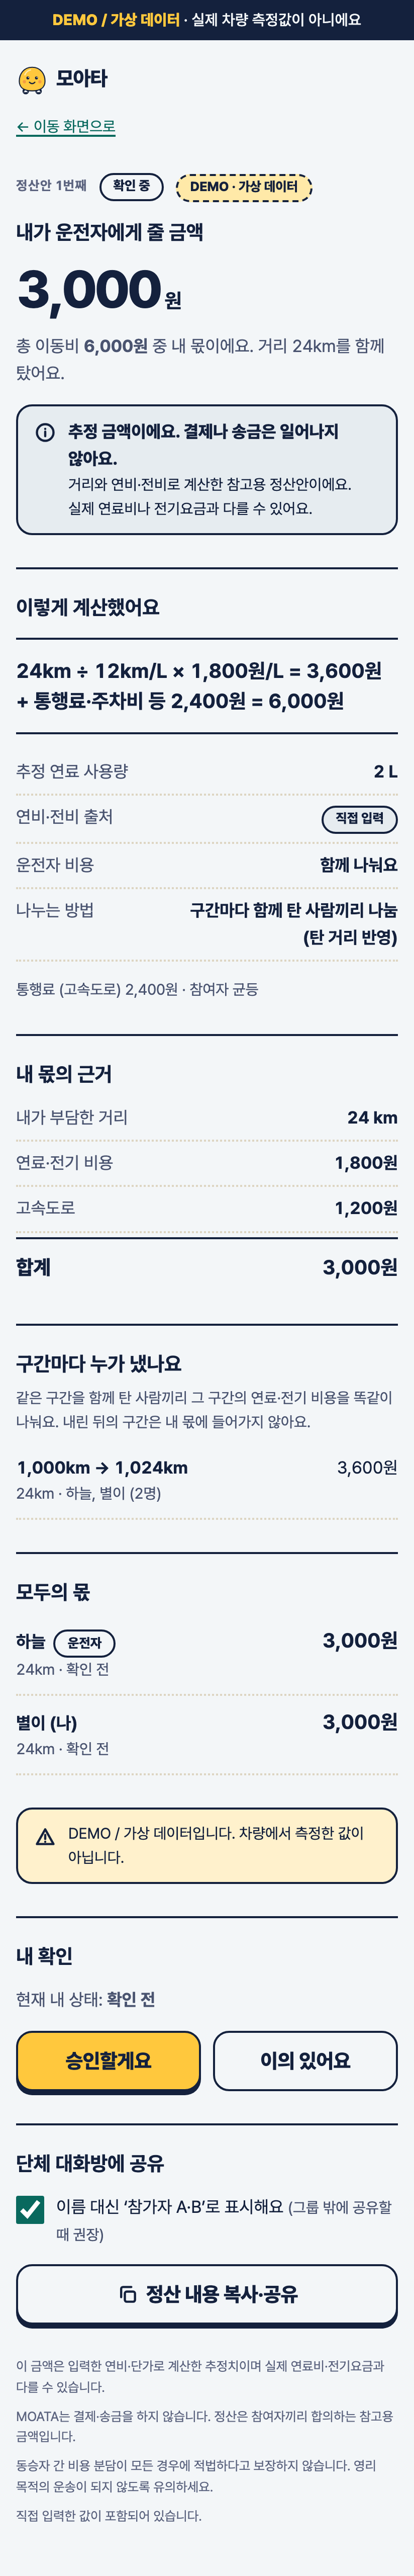 DEMO / 가상 데이터 · 실제 차량 측정값이 아니에요
모아타
← 이동 화면으로
정산안 1번째 확인 중 DEMO · 가상 데이터
내가 운전자에게 줄 금액
3,000원
총 이동비 6,000원 중 내 몫이에요. 거리 24km를 함께
탔어요.
추정 금액이에요. 결제나 송금은 일어나지
않아요.
거리와 연비·전비로 계산한 참고용 정산안이에요.
실제 연료비나 전기요금과 다를 수 있어요.
이렇게 계산했어요
24km ÷ 12km/L × 1,800원/L = 3,600원
+ 통행료·주차비 등 2,400원 = 6,000원
추정 연료 사용량 2 L
연비·전비 출처 직접 입력
운전자 비용 함께 나눠요
나누는 방법 구간마다 함께 탄 사람끼리 나눔
(탄 거리 반영)
통행료 (고속도로) 2,400원 · 참여자 균등
내 몫의 근거
내가 부담한 거리 24 km
연료·전기 비용 1,800원
고속도로 1,200원
합계 3,000원
구간마다 누가 냈나요
같은 구간을 함께 탄 사람끼리 그 구간의 연료·전기 비용을 똑같이
나눠요. 내린 뒤의 구간은 내 몫에 들어가지 않아요.
1,000km → 1,024km 3,600원
24km · 하늘, 별이 (2명)
모두의 몫
하늘 운전자 3,000원
24km · 확인 전
별이 (나) 3,000원
24km · 확인 전
DEMO / 가상 데이터입니다. 차량에서 측정한 값이
아닙니다.
내 확인
현재 내 상태: 확인 전
승인할게요 이의 있어요
단체 대화방에 공유
이름 대신 ‘참가자 A·B’로 표시해요 (그룹 밖에 공유할
때 권장)
정산 내용 복사·공유
이 금액은 입력한 연비·단가로 계산한 추정치이며 실제 연료비·전기요금과
다를 수 있습니다.
MOATA는 결제·송금을 하지 않습니다. 정산은 참여자끼리 합의하는 참고용
금액입니다.
동승자 간 비용 분담이 모든 경우에 적법하다고 보장하지 않습니다. 영리
목적의 운송이 되지 않도록 유의하세요.
직접 입력한 값이 포함되어 있습니다.